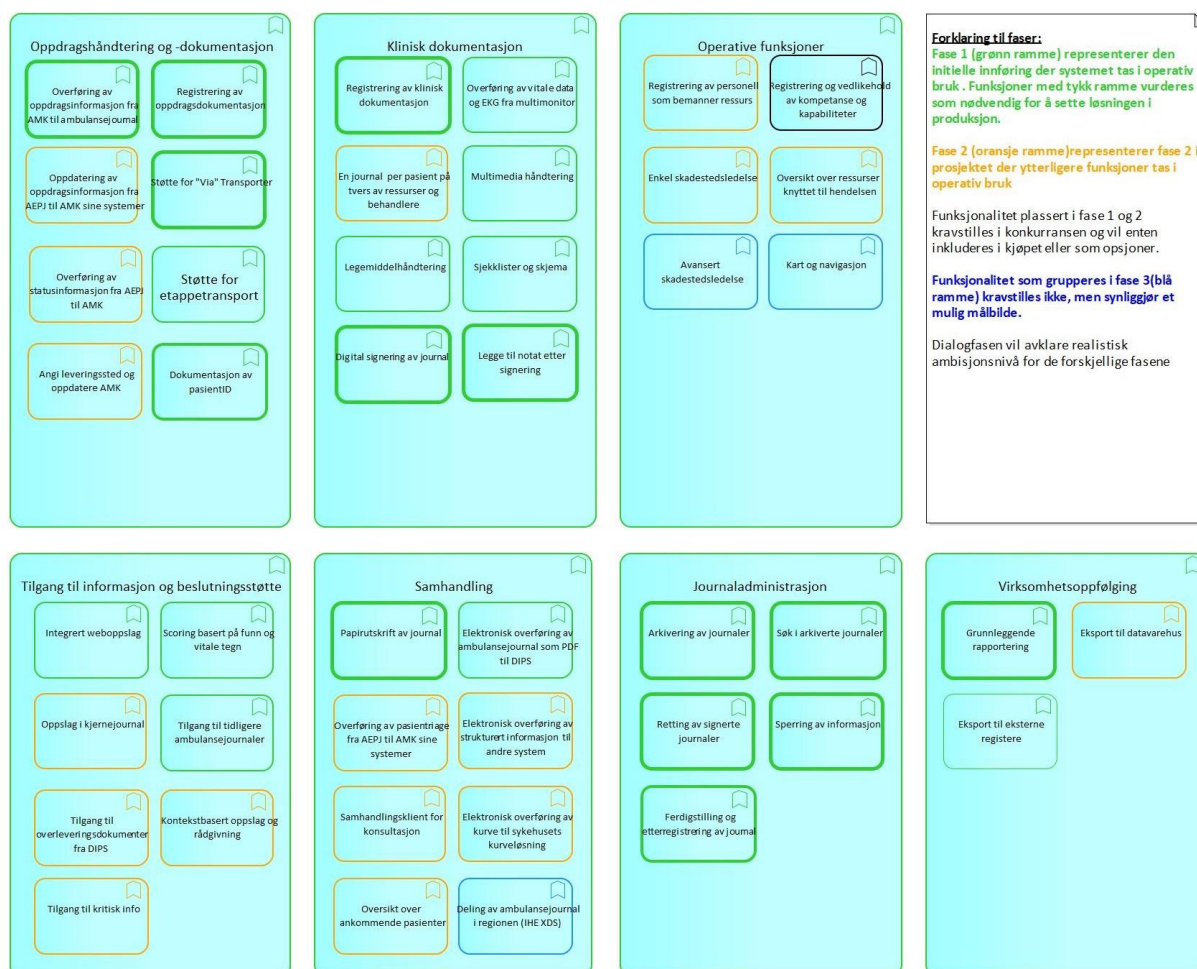 Oppdragshåndtering og -dokumentasjon
Overføring av
oppdragsinformasjon fra
AMK til ambulansejournal
Registrering av
oppdragsdokumentasjon
Oppdatering av
oppdragsinformasjon fra
AEPJ til AMK sine systemer
Støtte for "Via" Transporter
Overføring av
statusinformasjon fra AEPJ
til AMK
Støtte for
etappetransport
Angi leveringssted og
oppdatere AMK
Dokumentasjon av
pasientID
Klinisk dokumentasjon
Registrering av klinisk
dokumentasjon
Overføring av vitale data
og EKG fra multimonitor
En journal per pasient på
tvers av ressurser og
behandlere
Multimedia håndtering
Legemiddelhåndtering
Sjekklister og skjema
Digital signering av journal
Legge til notat etter
signering
Operative funksjoner
Registrering av personell
som bemanner ressurs
Registrering og vedlikehold
av kompetanse og
kapabiliteter
Enkel skadestedsledelse
Oversikt over ressurser
knyttet til hendelsen
Avansert
skadestedsledelse
Kart og navigasjon
Forklaring til faser:
Fase 1 (grønn ramme) representerer den
initielle innføring der systemet tas i operativ
bruk . Funksjoner med tykk ramme vurderes
som nødvendig for å sette løsningen i
produksjon.
Fase 2 (oransje ramme)representerer fase 2 i
prosjektet der ytterligere funksjoner tas i
operativ bruk
Funksjonalitet plassert i fase 1 og 2
kravstilles i konkurransen og vil enten
inkluderes i kjøpet eller som opsjoner.
Funksjonalitet som grupperes i fase 3(blå
ramme) kravstilles ikke, men synliggjør et
mulig målbilde.
Dialogfasen vil avklare realistisk
ambisjonsnivå for de forskjellige fasene
Tilgang til informasjon og beslutningsstøtte
Integrert weboppslag
Scoring basert på funn og
vitale tegn
Oppslag i kjernejournal
Tilgang til tidligere
ambulansejournaler
Tilgang til
overleveringsdokumenter
fra DIPS
Kontekstbasert oppslag og
rådgivning
Tilgang til kritisk info
Samhandling
Papirutskrift av journal
Elektronisk overføring av
ambulansejournal som PDF
til DIPS
Overføring av pasientriage
fra AEPJ til AMK sine
systemer
Elektronisk overføring av
strukturert informasjon til
andre system
Samhandlingsklient for
konsultasjon
Elektronisk overføring av
kurve til sykehusets
kurveløsning
Oversikt over
ankommende pasienter
Deling av ambulansejournal
i regionen (IHE XDS)
Journaladministrasjon
Arkivering av journaler
Søk i arkiverte journaler
Retting av signerte
journaler
Sperring av informasjon
Ferdigstilling og
etterregistrering av journal
Virksomhetsoppfølging
Grunnleggende
rapportering
Eksport til datavarehus
Eksport til eksterne
registere